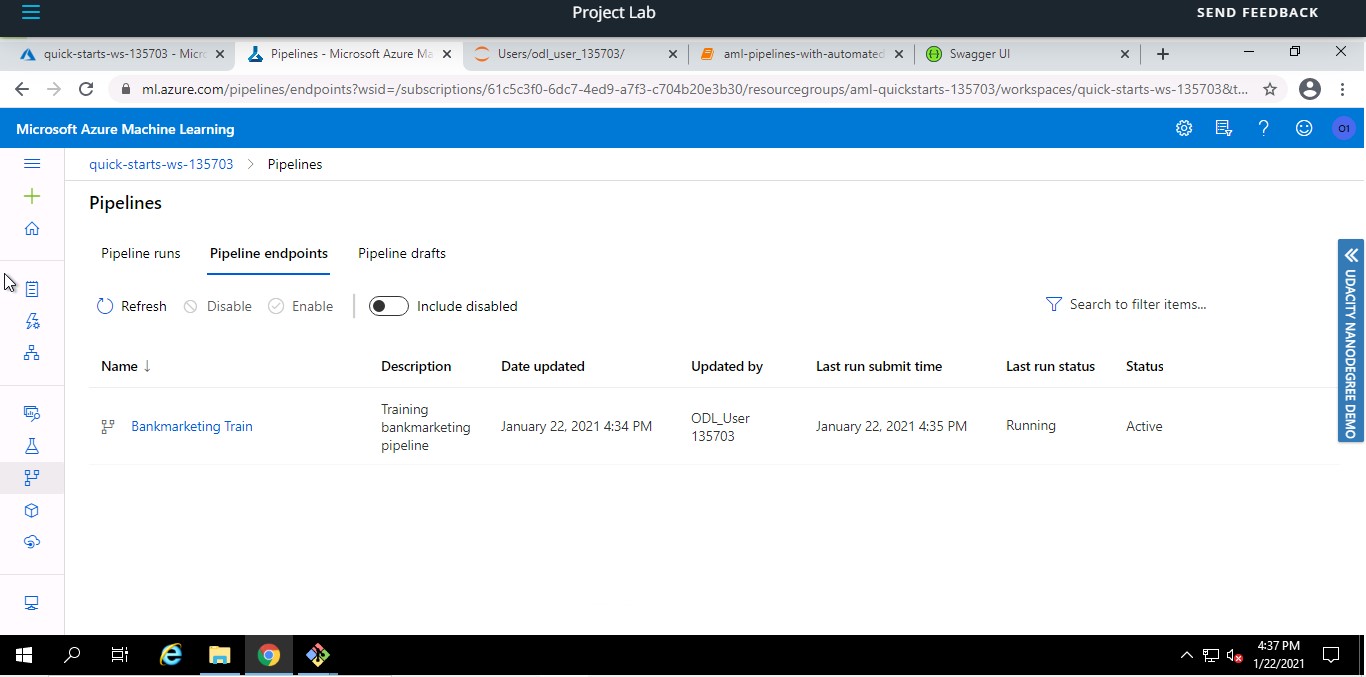 Project Lab
SEND FEEDBACK
quick-starts-ws-135703 - Micro
Pipelines - Microsoft Azure Ma
Users/odl_user_135703/
aml-pipelines-with-automated
Swagger UI
ml.azure.com/pipelines/endpoints?wsid=/subscriptions/61c5c3f0-6dc7-4ed9-a7f3-c704b20e3b30/resourcegroups/aml-quickstarts-135703/workspaces/quick-starts-ws-135703&t...
Microsoft Azure Machine Learning
O1
quick-starts-ws-135703 > Pipelines
Pipelines
Pipeline runs
Pipeline endpoints
Pipeline drafts
Refresh
Disable
Enable
Include disabled
Search to filter items...
Name ↓
Description
Date updated
Updated by
Last run submit time
Last run status
Status
Bankmarketing Train
Training
bankmarketing
pipeline
January 22, 2021 4:34 PM
ODL_User
135703
January 22, 2021 4:35 PM
Running
Active
UDACITY NANODEGREE DEMO
4:37 PM
1/22/2021